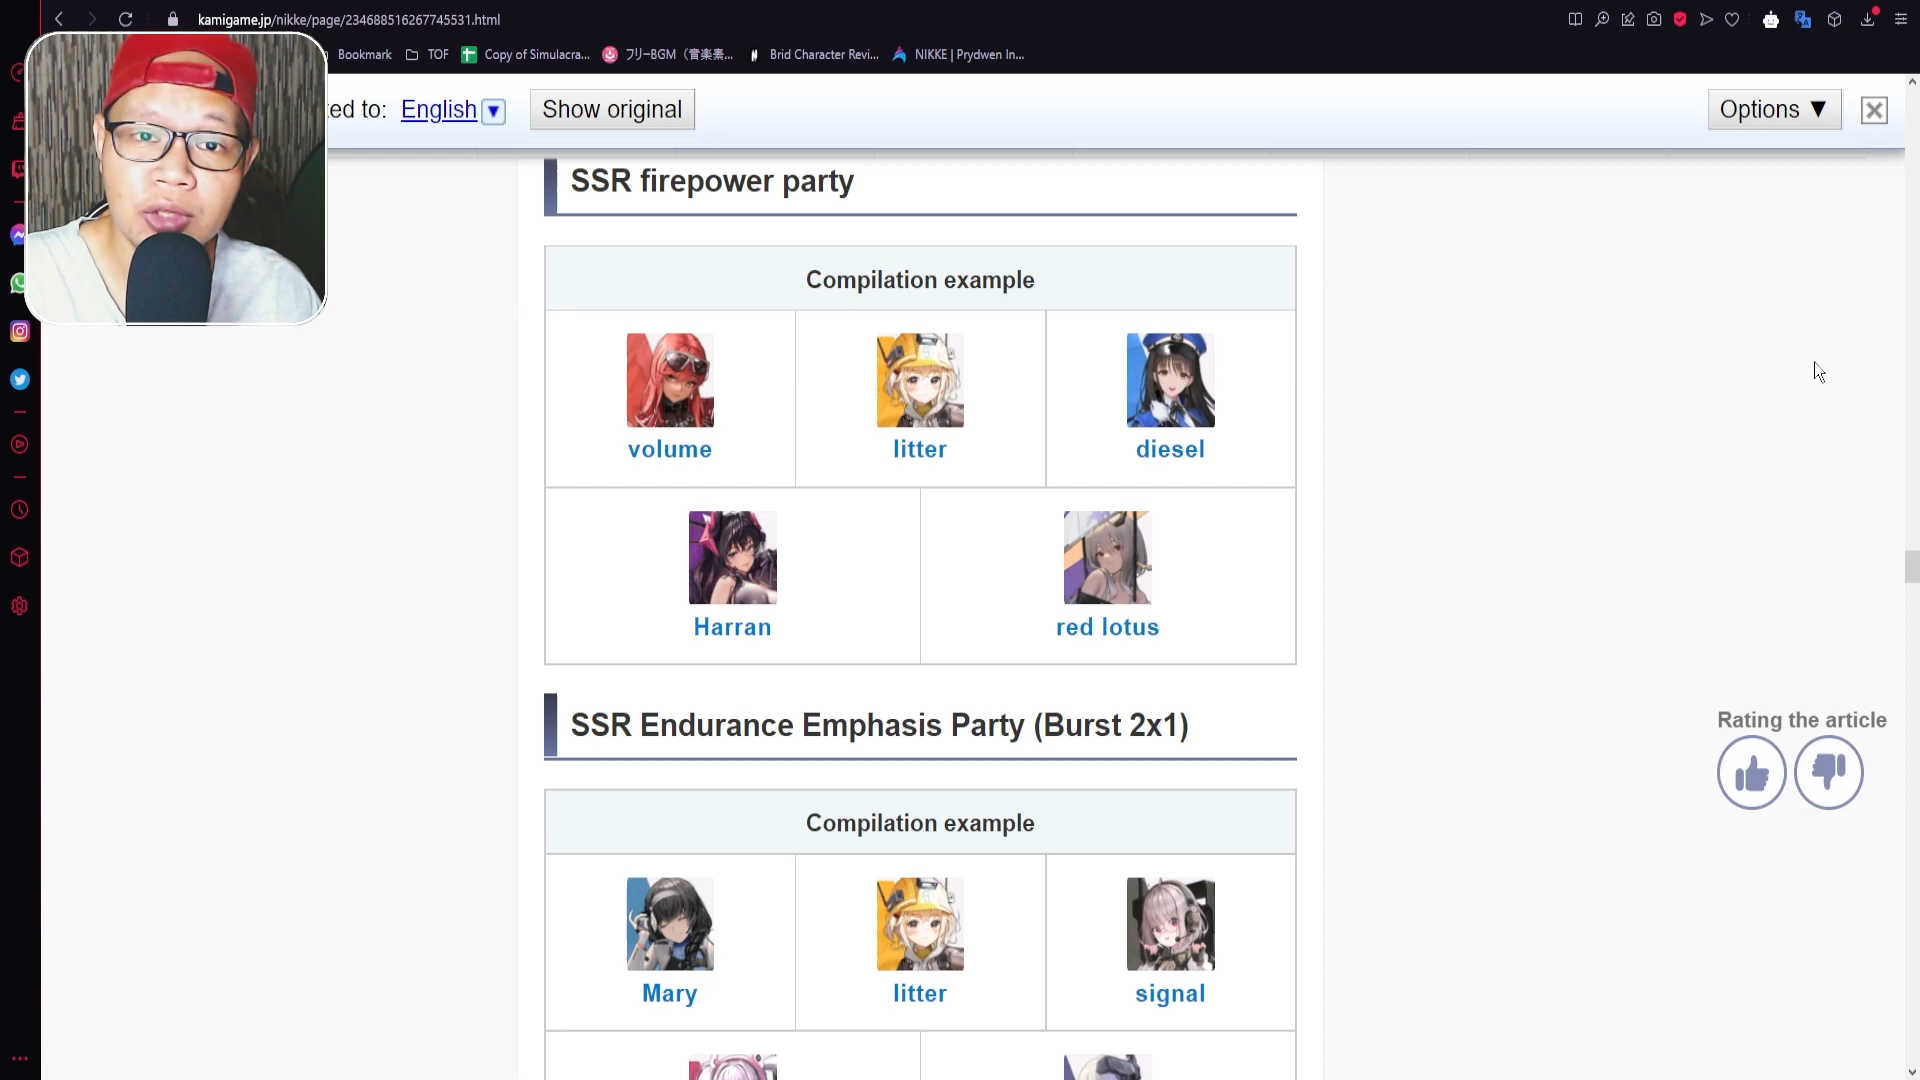 kamigame.jp/nikke/page/234688516267745531.html
Bookmark
TOF
Copy of Simulacra...
フリーBGM（音楽素...
Brid Character Revi...
NIKKE | Prydwen In...
ed to: English ▼
Show original
Options ▼
SSR firepower party
Compilation example
volume
litter
diesel
Harran
red lotus
Rating the article
SSR Endurance Emphasis Party (Burst 2x1)
Compilation example
Mary
litter
signal